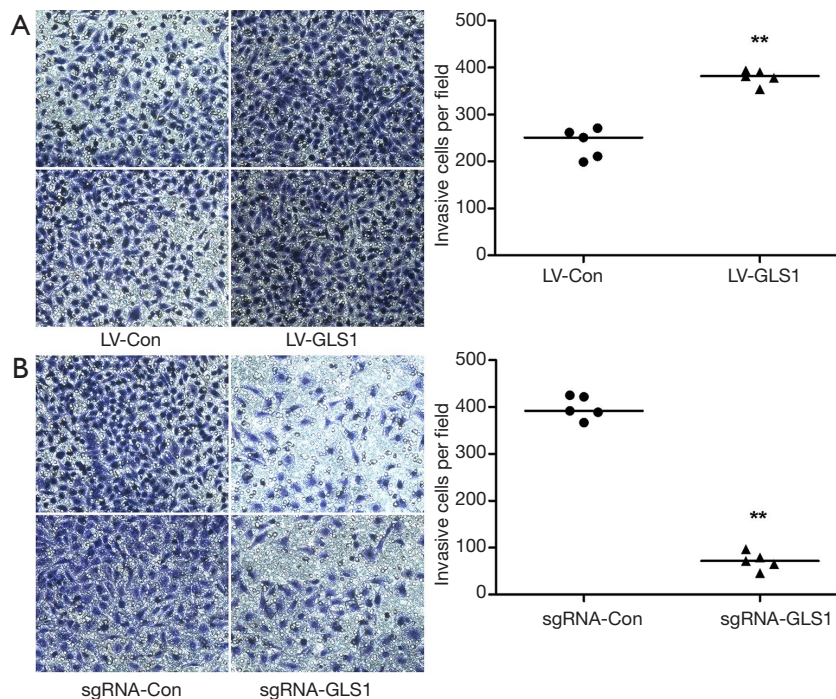 A
LV-Con
LV-GLS1
Invasive cells per field
500
400
300
200
100
0
**
LV-Con
LV-GLS1
B
sgRNA-Con
sgRNA-GLS1
Invasive cells per field
500
400
300
200
100
0
**
sgRNA-Con
sgRNA-GLS1